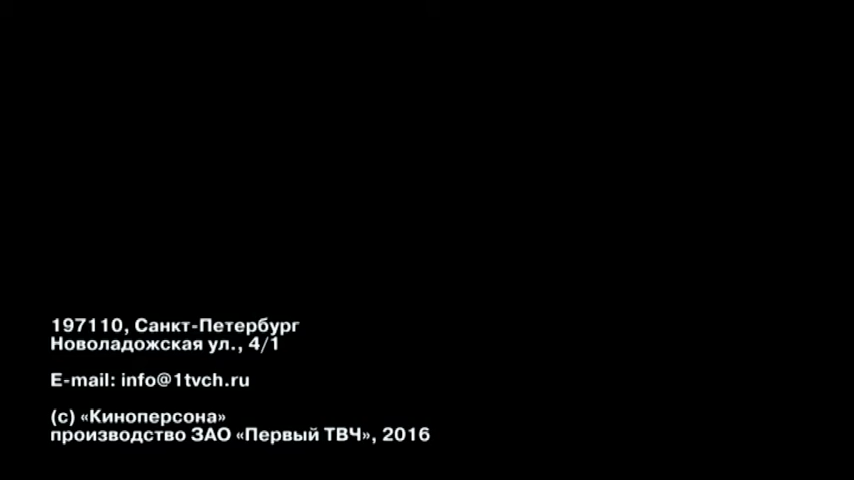 197110, Санкт-Петербург
Новоладожская ул., 4/1
E-mail: info@1tvch.ru
(с) «Киноперсона»
производство ЗАО «Первый ТВЧ», 2016